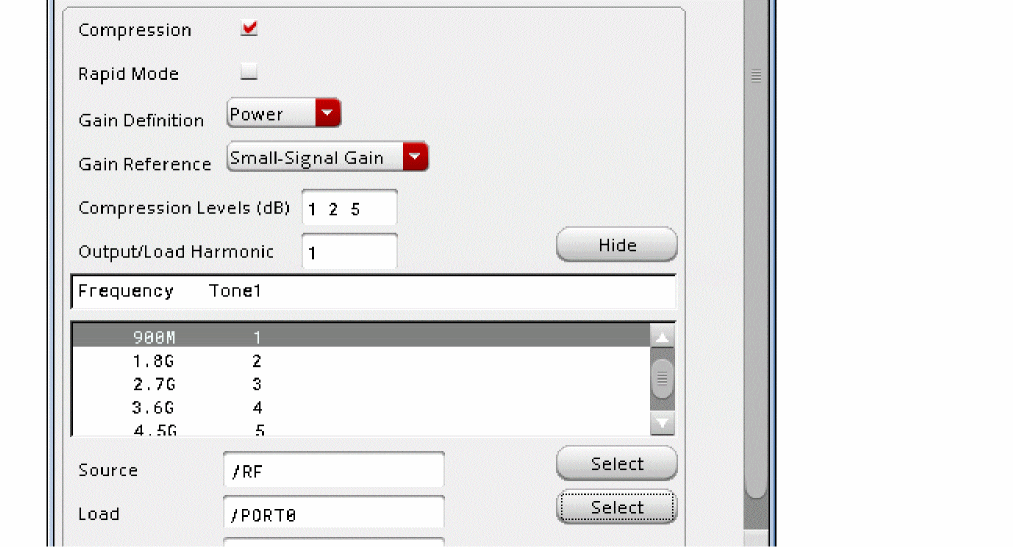 Compression
Rapid Mode
Gain Definition Power
Gain Reference Small-Signal Gain
Compression Levels (dB) 1 2 5
Output/Load Harmonic 1 Hide
Frequency Tone1
900M 1
1.8G 2
2.7G 3
3.6G 4
4.5G 5
Source /RF Select
Load /PORT0 Select